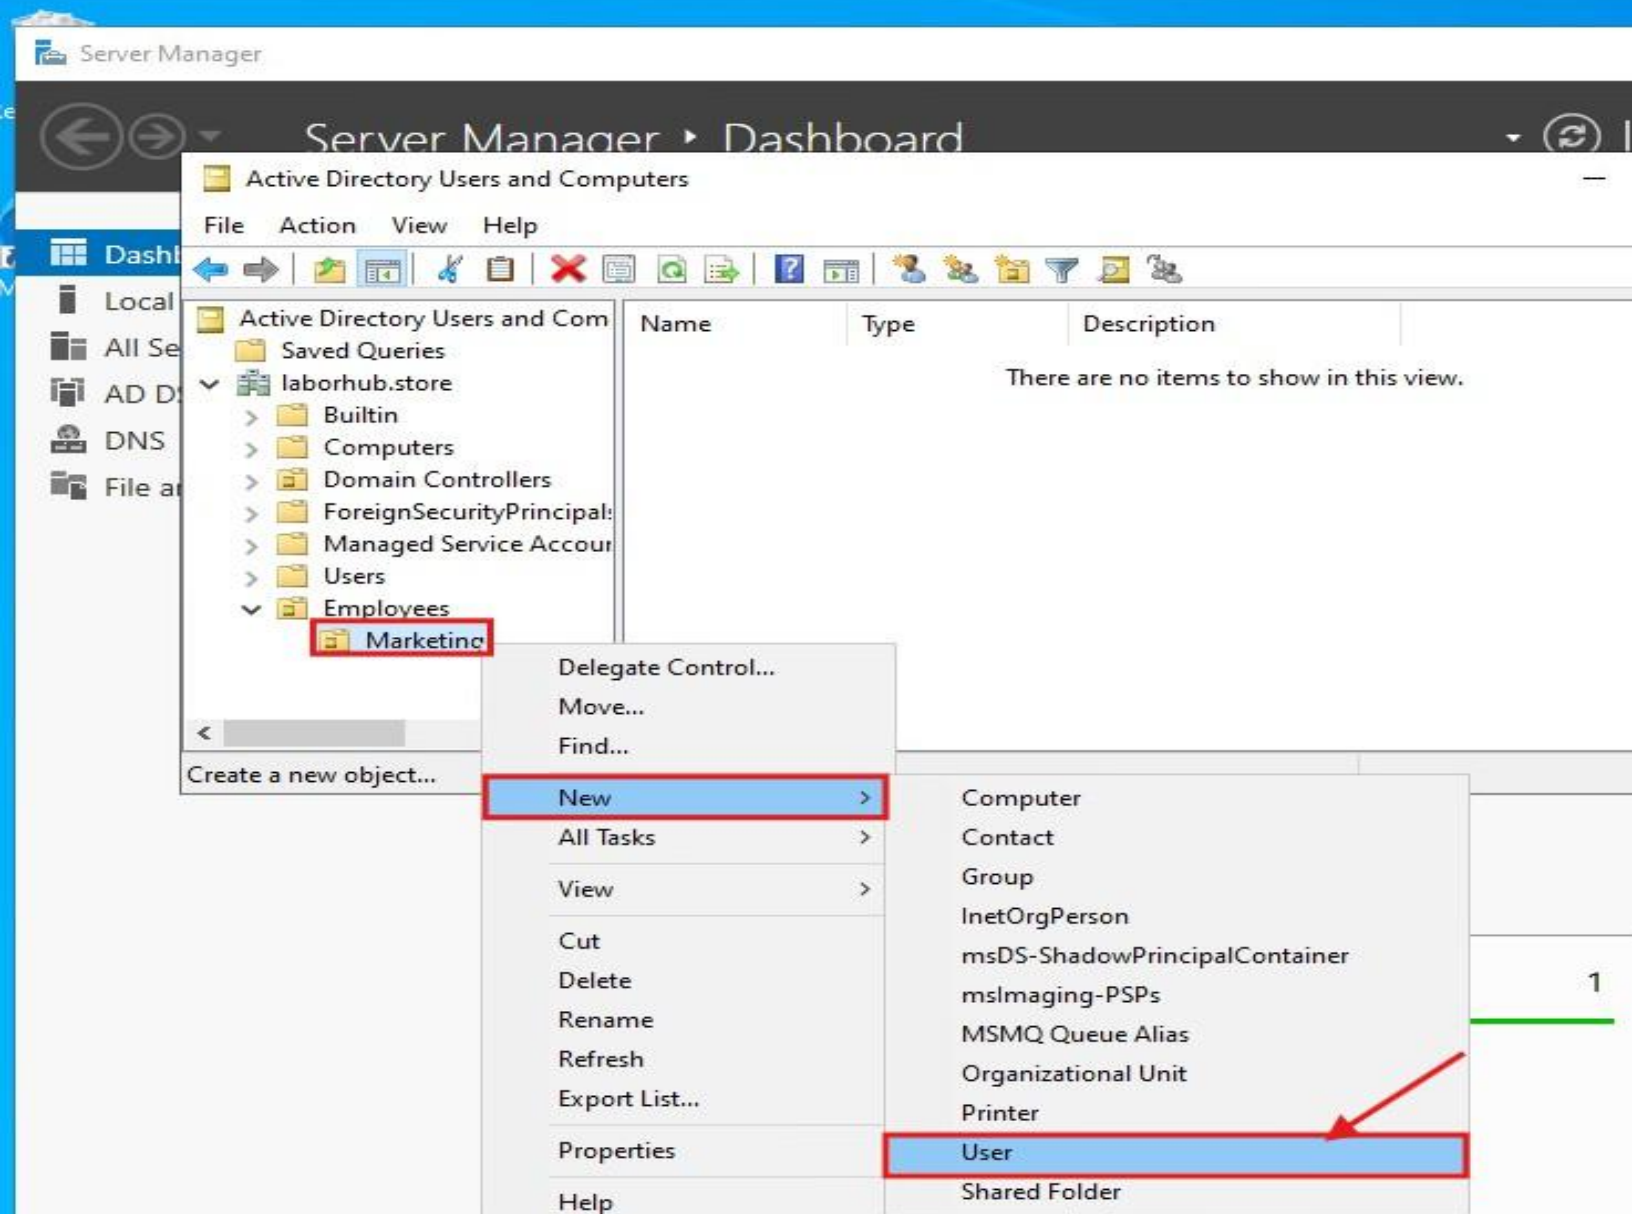 Server Manager
Server Manager ‣ Dashboard
Active Directory Users and Computers
File Action View Help
Dashb
Local
All Se
AD D
DNS
File a
Active Directory Users and Com
Saved Queries
laborhub.store
Builtin
Computers
Domain Controllers
ForeignSecurityPrincipal
Managed Service Accour
Users
Employees
Marketing
Name Type Description
There are no items to show in this view.
Create a new object...
Delegate Control...
Move...
Find...
New
All Tasks
View
Cut
Delete
Rename
Refresh
Export List...
Properties
Help
Computer
Contact
Group
InetOrgPerson
msDS-ShadowPrincipalContainer
msImaging-PSPs
MSMQ Queue Alias
Organizational Unit
Printer
User
Shared Folder
1